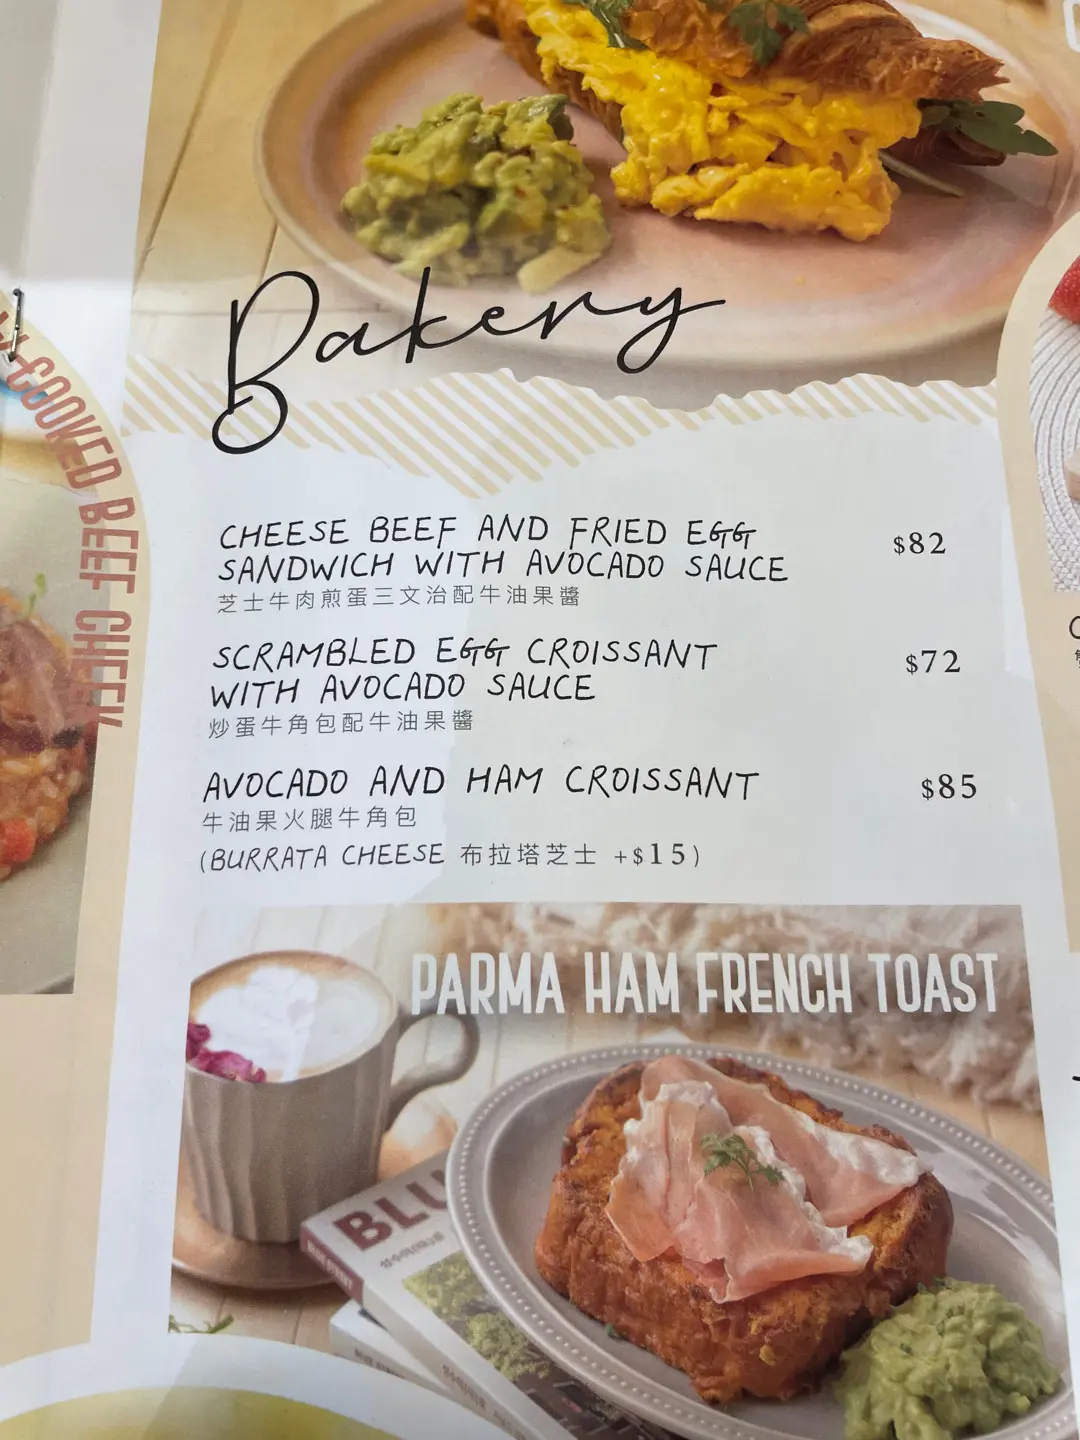 COOKED BEEF CHEEK
Bakery
CHEESE BEEF AND FRIED EGG
SANDWICH WITH AVOCADO SAUCE
$82
芝士牛肉煎蛋三文治配牛油果醬
SCRAMBLED EGG CROISSANT
WITH AVOCADO SAUCE
$72
炒蛋牛角包配牛油果醬
AVOCADO AND HAM CROISSANT
$85
牛油果火腿牛角包
(BURRATA CHEESE 布拉塔芝士 +$15)
PARMA HAM FRENCH TOAST
BLU